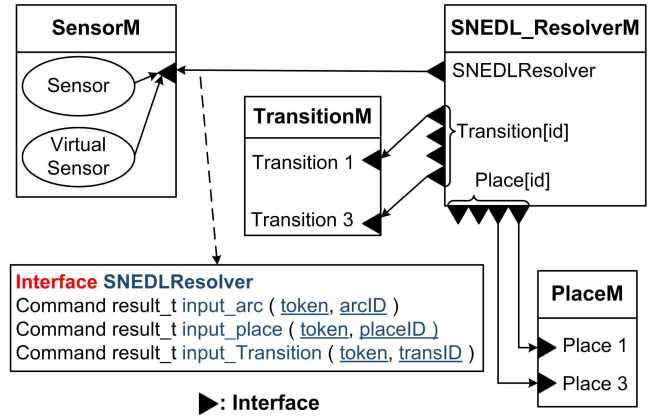 SensorM
Sensor
Virtual
Sensor
SNEDL_ResolverM
SNEDLResolver
Transition[id]
Place[id]
TransitionM
Transition 1
Transition 3
Interface SNEDLResolver
Command result_t input_arc ( token, arcID )
Command result_t input_place ( token, placeID )
Command result_t input_Transition ( token, transID )
PlaceM
Place 1
Place 3
: Interface